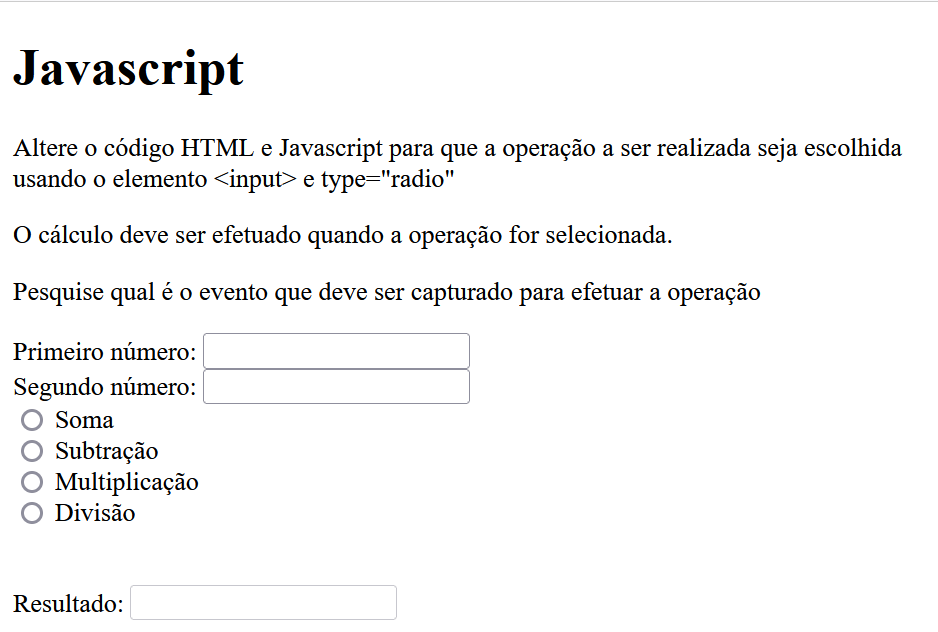 Javascript
Altere o código HTML e Javascript para que a operação a ser realizada seja escolhida
usando o elemento <input> e type="radio"
O cálculo deve ser efetuado quando a operação for selecionada.
Pesquise qual é o evento que deve ser capturado para efetuar a operação
Primeiro número:
Segundo número:
Soma
Subtração
Multiplicação
Divisão
Resultado: